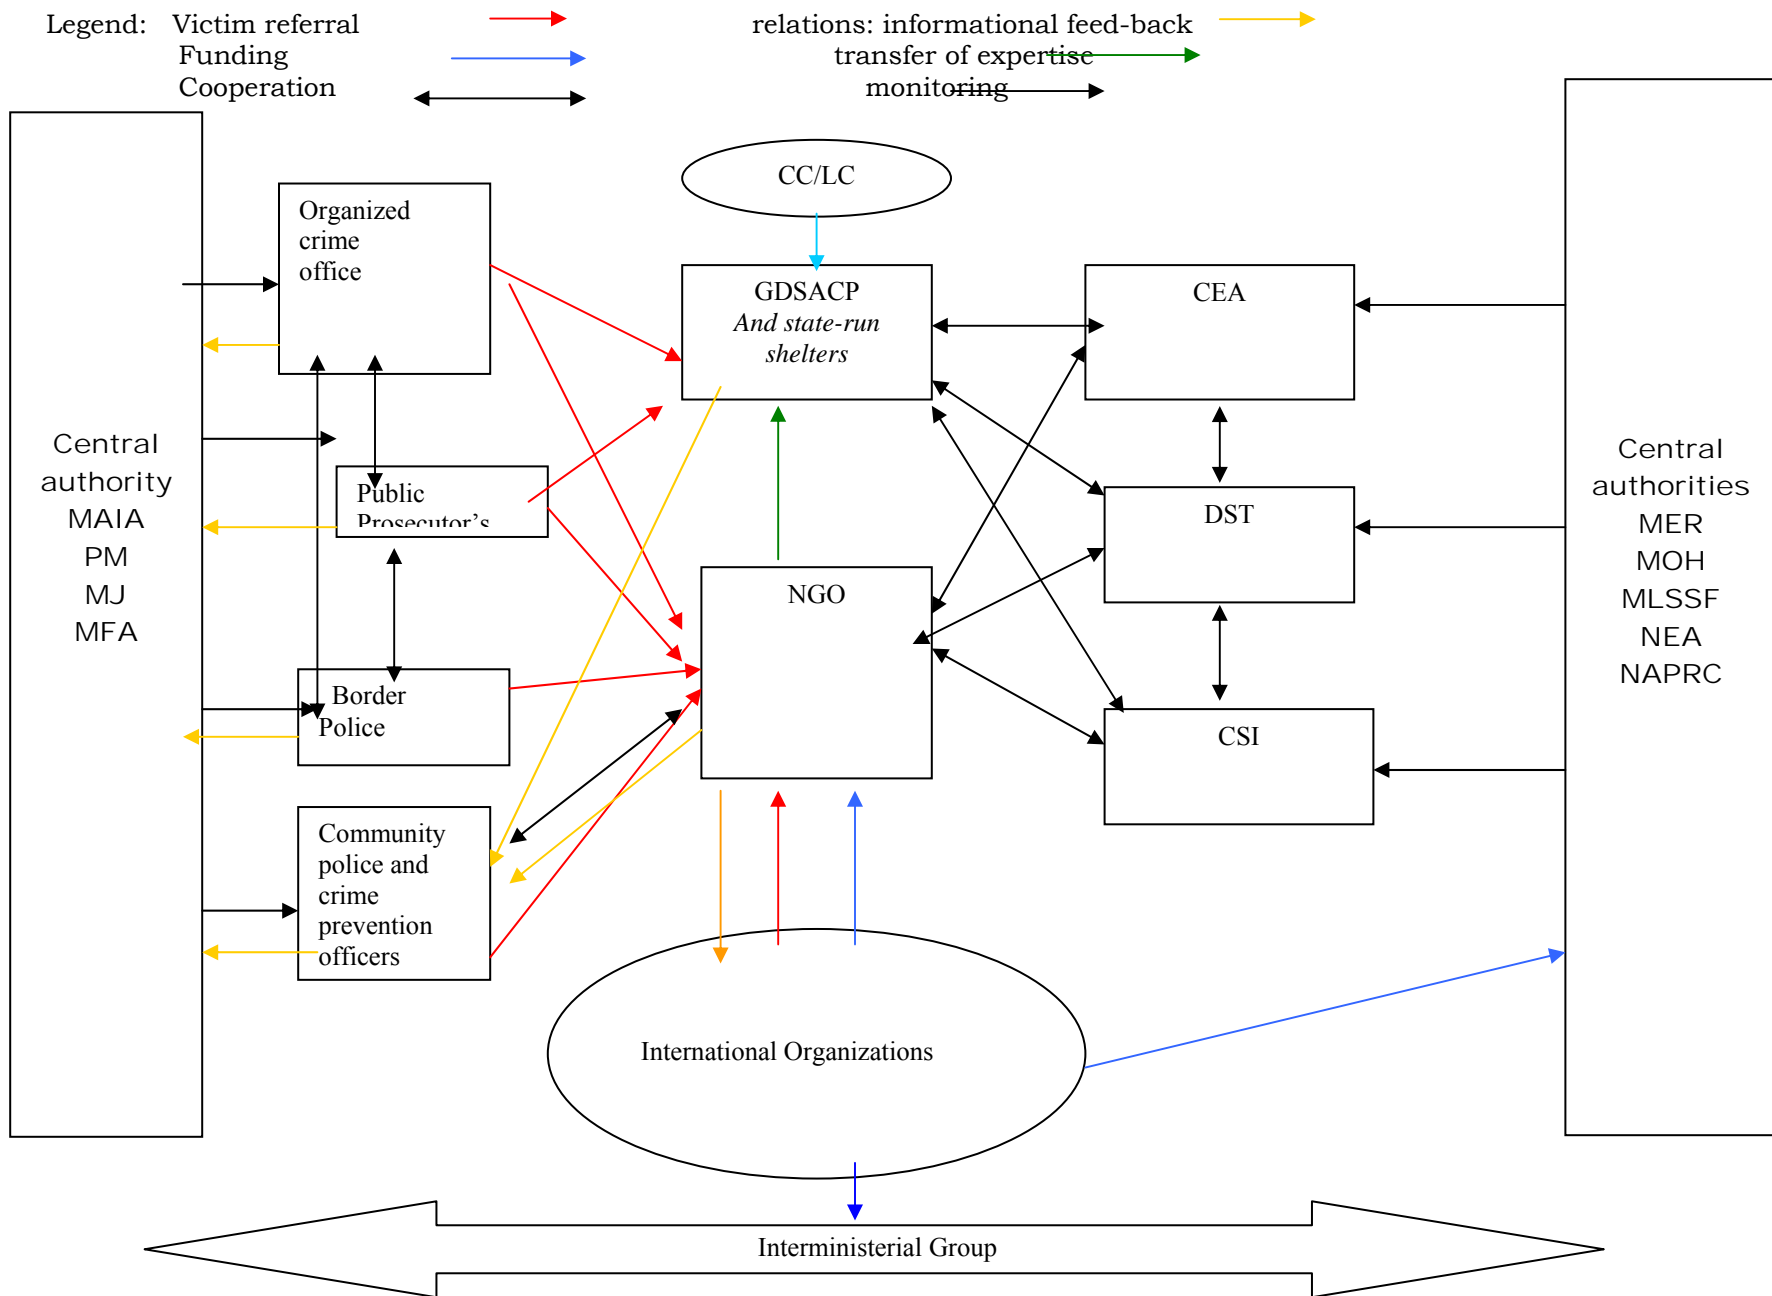 Legend: Victim referral
relations: informational feed-back
Funding
transfer of expertise
Cooperation
monitoring
CC/LC
Organized
crime
office
GDSACP
And state-run
shelters
CEA
Central
authority
MAIA
PM
MJ
MFA
Public
Prosecutor’s
DST
Central
authorities
MER
MOH
MLSSF
NEA
NAPRC
NGO
Border
Police
CSI
Community
police and
crime
prevention
officers
International Organizations
Interministerial Group